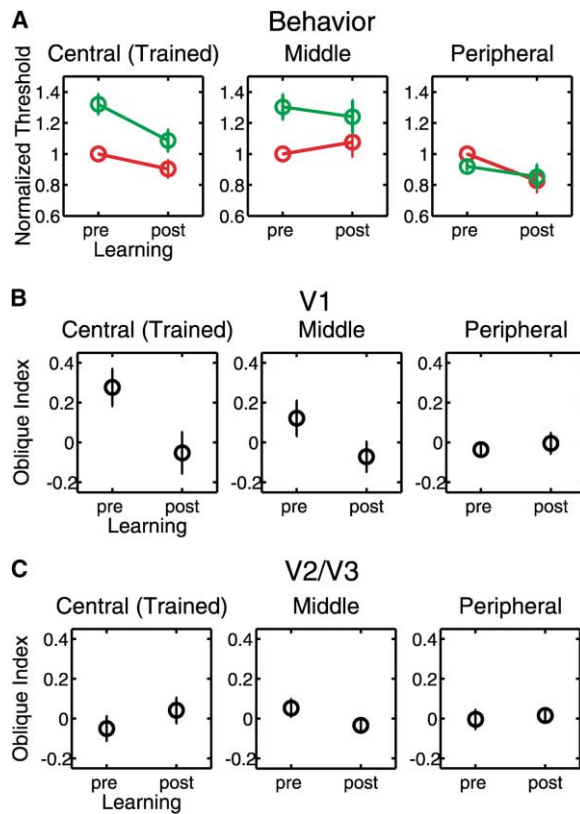 A
Behavior
Central (Trained) Middle Peripheral
Normalized Threshold
1.4
1.2
1
0.8
0.6
pre post
Learning
1.4
1.2
1
0.8
0.6
pre post
1.4
1.2
1
0.8
0.6
pre post
B
V1
Central (Trained) Middle Peripheral
Oblique Index
0.4
0.2
0
-0.2
pre post
Learning
0.4
0.2
0
-0.2
pre post
0.4
0.2
0
-0.2
pre post
C
V2/V3
Central (Trained) Middle Peripheral
Oblique Index
0.4
0.2
0
-0.2
pre post
Learning
0.4
0.2
0
-0.2
pre post
0.4
0.2
0
-0.2
pre post